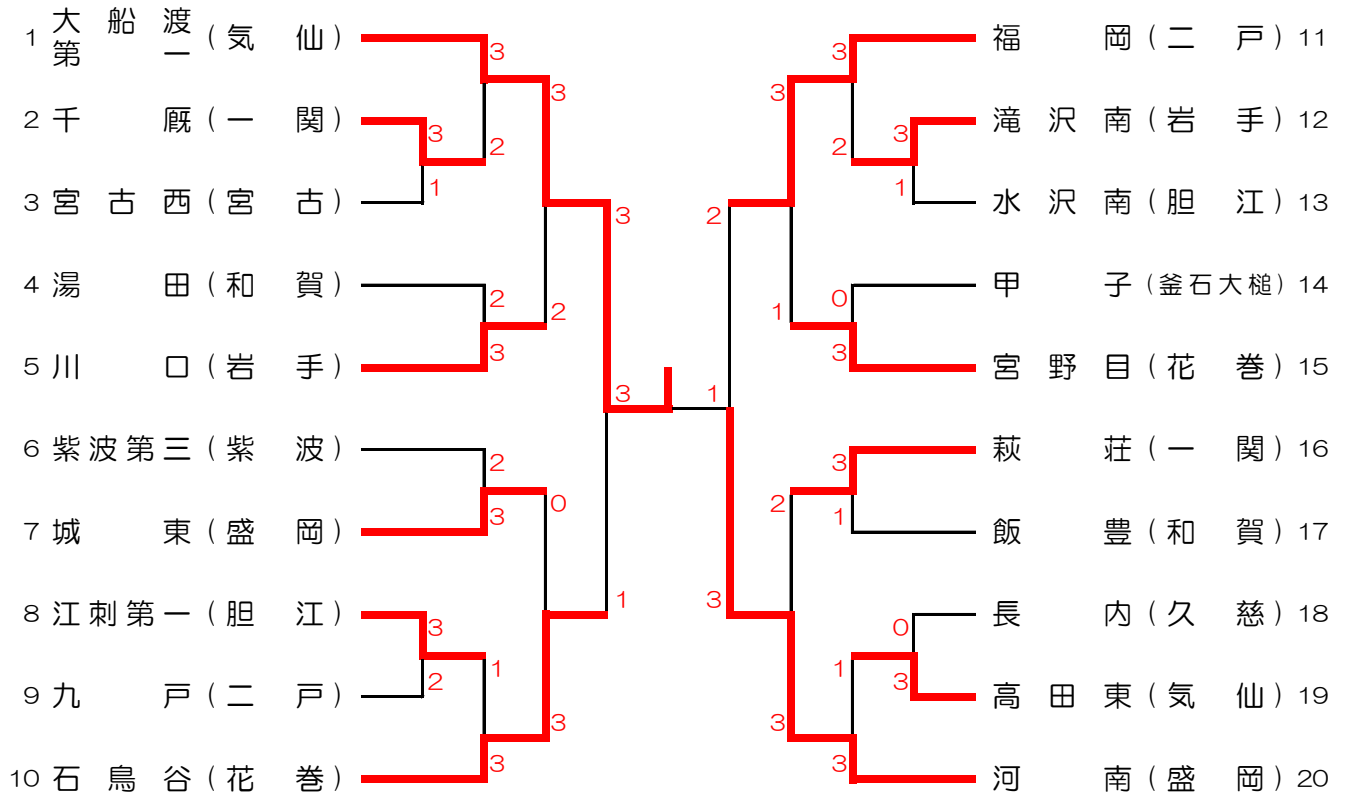 1 大船渡第一 (気仙)
3
3
2 千厩 (一関)
3
2
1
3 宮古西 (宮古)
3
4 湯田 (和賀)
2
2
3
5 川口 (岩手)
3
6 紫波第三 (紫波)
2
0
3
7 城東 (盛岡)
1
8 江刺第一 (胆江)
3
1
2
9 九戸 (二戸)
3
3
10 石鳥谷 (花巻)
3
福岡 (二戸) 11
3
3
滝沢南 (岩手) 12
2
1
水沢南 (胆江) 13
2
甲子 (釜石大槌) 14
0
1
3
宮野目 (花巻) 15
1
萩荘 (一関) 16
3
2
1
飯豊 (和賀) 17
3
長内 (久慈) 18
0
1
3
高田東 (気仙) 19
3
3
河南 (盛岡) 20